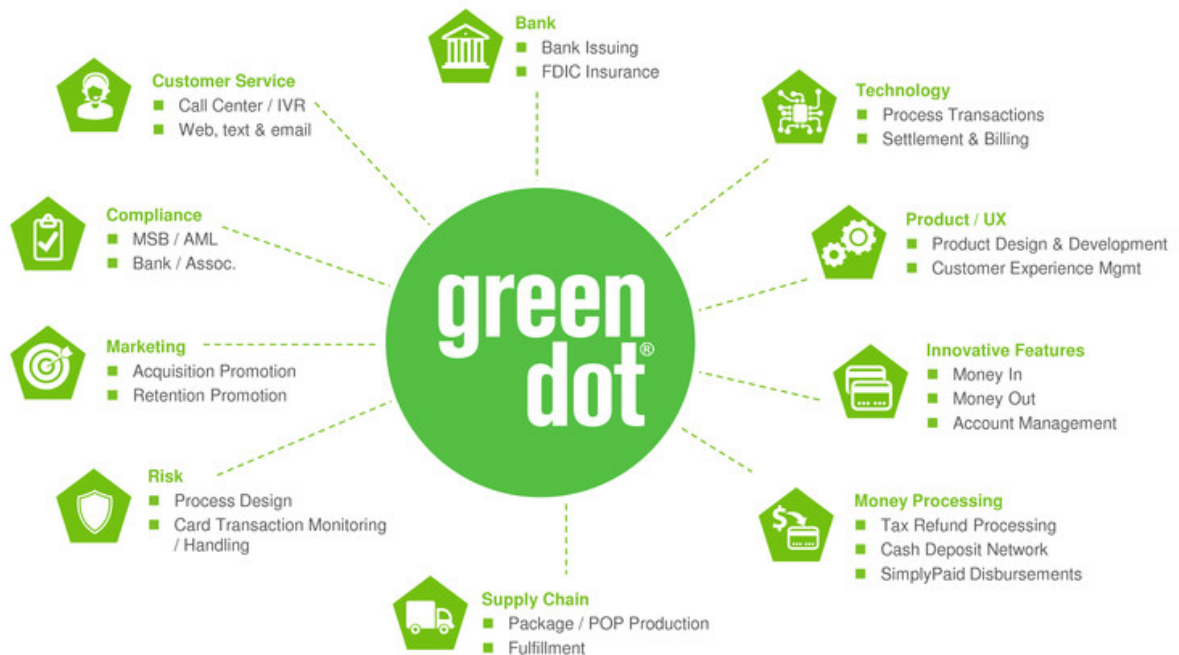 Bank
Bank Issuing
FDIC Insurance
Customer Service
Call Center / IVR
Web, text & email
Technology
Process Transactions
Settlement & Billing
Compliance
MSB / AML
Bank / Assoc.
Product / UX
Product Design & Development
Customer Experience Mgmt
green
dot®
Marketing
Acquisition Promotion
Retention Promotion
Innovative Features
Money In
Money Out
Account Management
Risk
Process Design
Card Transaction Monitoring
/ Handling
$
Money Processing
Tax Refund Processing
Cash Deposit Network
SimplyPaid Disbursements
Supply Chain
Package / POP Production
Fulfillment